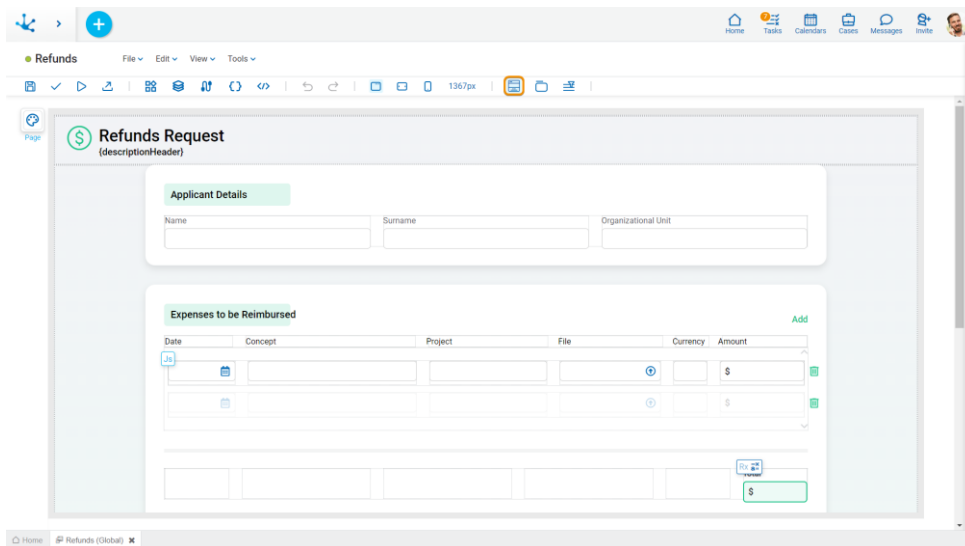 7
Home Tasks Calendars Cases Messages Invite
Refunds File Edit View Tools
1367px
Page
$ Refunds Request
{descriptionHeader}
Applicant Details
Name Surname Organizational Unit
Expenses to be Reimbursed
Add
Date Concept Project File Currency Amount
Js
$
$
Rx
Total
$
Home Refunds (Global)